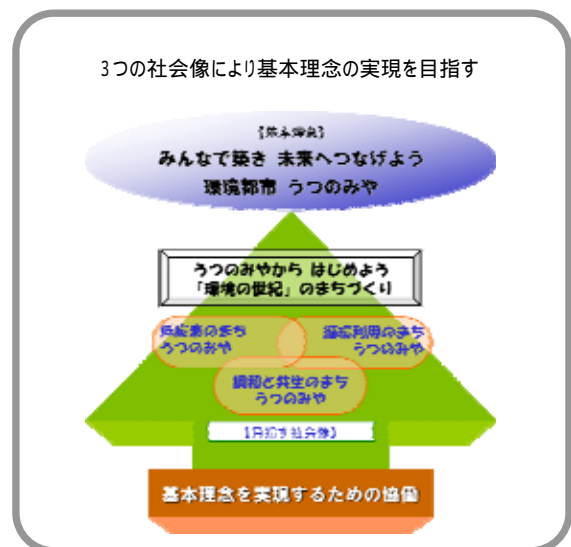 3つの社会像により基本理念の実現を目指す
【基本理念】
みんなで築き 未来へつなげよう
環境都市 うつのみや
うつのみやから はじめよう
「環境の世紀」のまちづくり
低炭素のまち
うつのみや
循環利用のまち
うつのみや
調和と共生のまち
うつのみや
【目指す社会像】
基本理念を実現するための協働